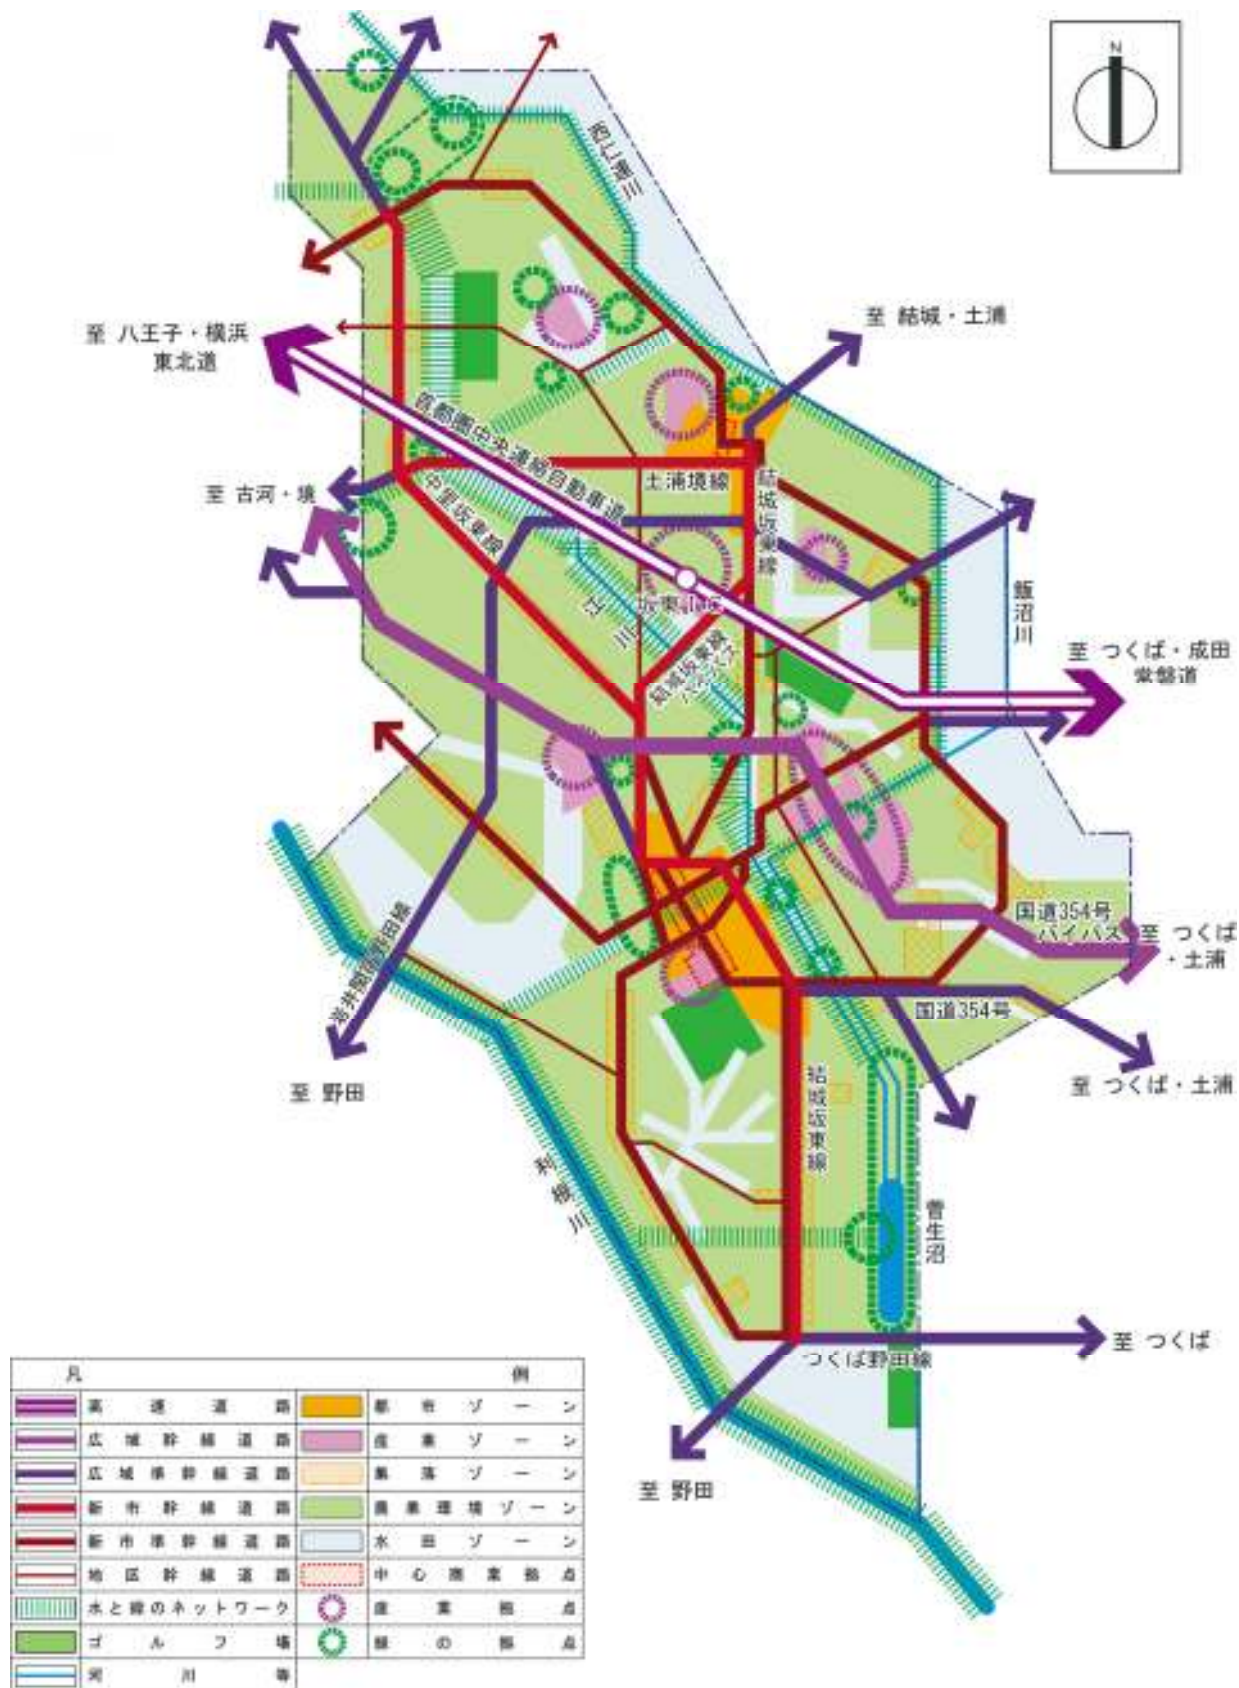 N
西仁連川
至 結城・土浦
至 八王子・横浜
東北道
首都圏中央連絡自動車道
土浦境線
結城坂東線
至 古河・境
中里坂東線
江川
飯沼川
至 つくば・成田
常磐道
結城坂東線
バイパス
国道354号
バイパス
至 つくば
・土浦
国道354号
至 野田
至 つくば・土浦
結城坂東線
利根川
菅生沼
至 つくば
つくば野田線
至 野田
凡 例
高速道路 都市ゾーン
広域幹線道路 産業ゾーン
広域準幹線道路 集落ゾーン
新市幹線道路 農業環境ゾーン
新市準幹線道路 水田ゾーン
地区幹線道路 中心商業拠点
水と緑のネットワーク 産業拠点
ゴルフ場 緑の拠点
河川等